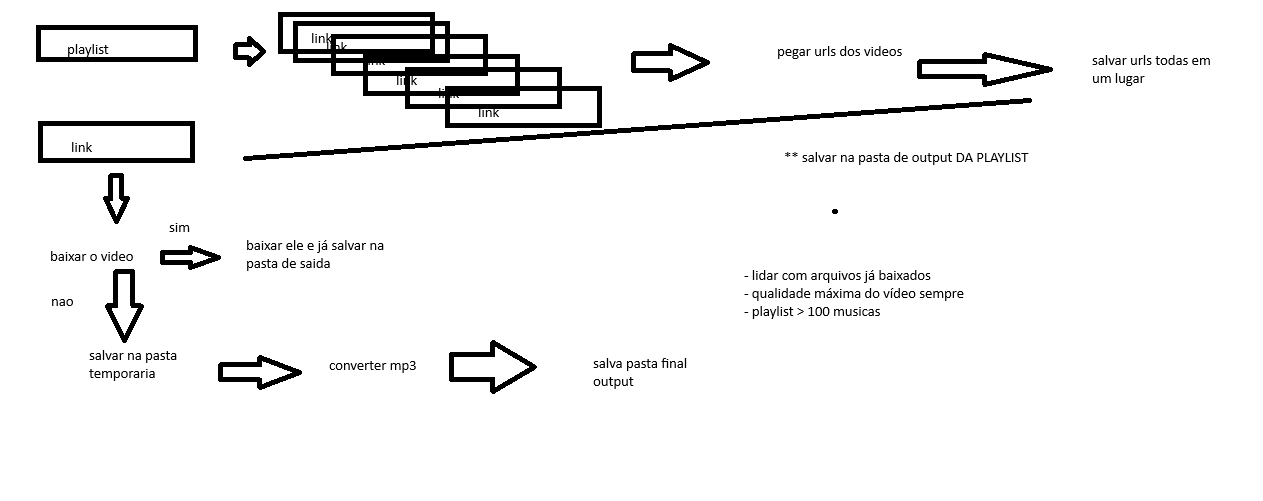 playlist
link
link
link
link
link
link
pegar urls dos videos
salvar urls todas em
um lugar
link
** salvar na pasta de output DA PLAYLIST
sim
baixar o video
baixar ele e já salvar na
pasta de saida
nao
- lidar com arquivos já baixados
- qualidade máxima do vídeo sempre
- playlist > 100 musicas
salvar na pasta
temporaria
converter mp3
salva pasta final
output